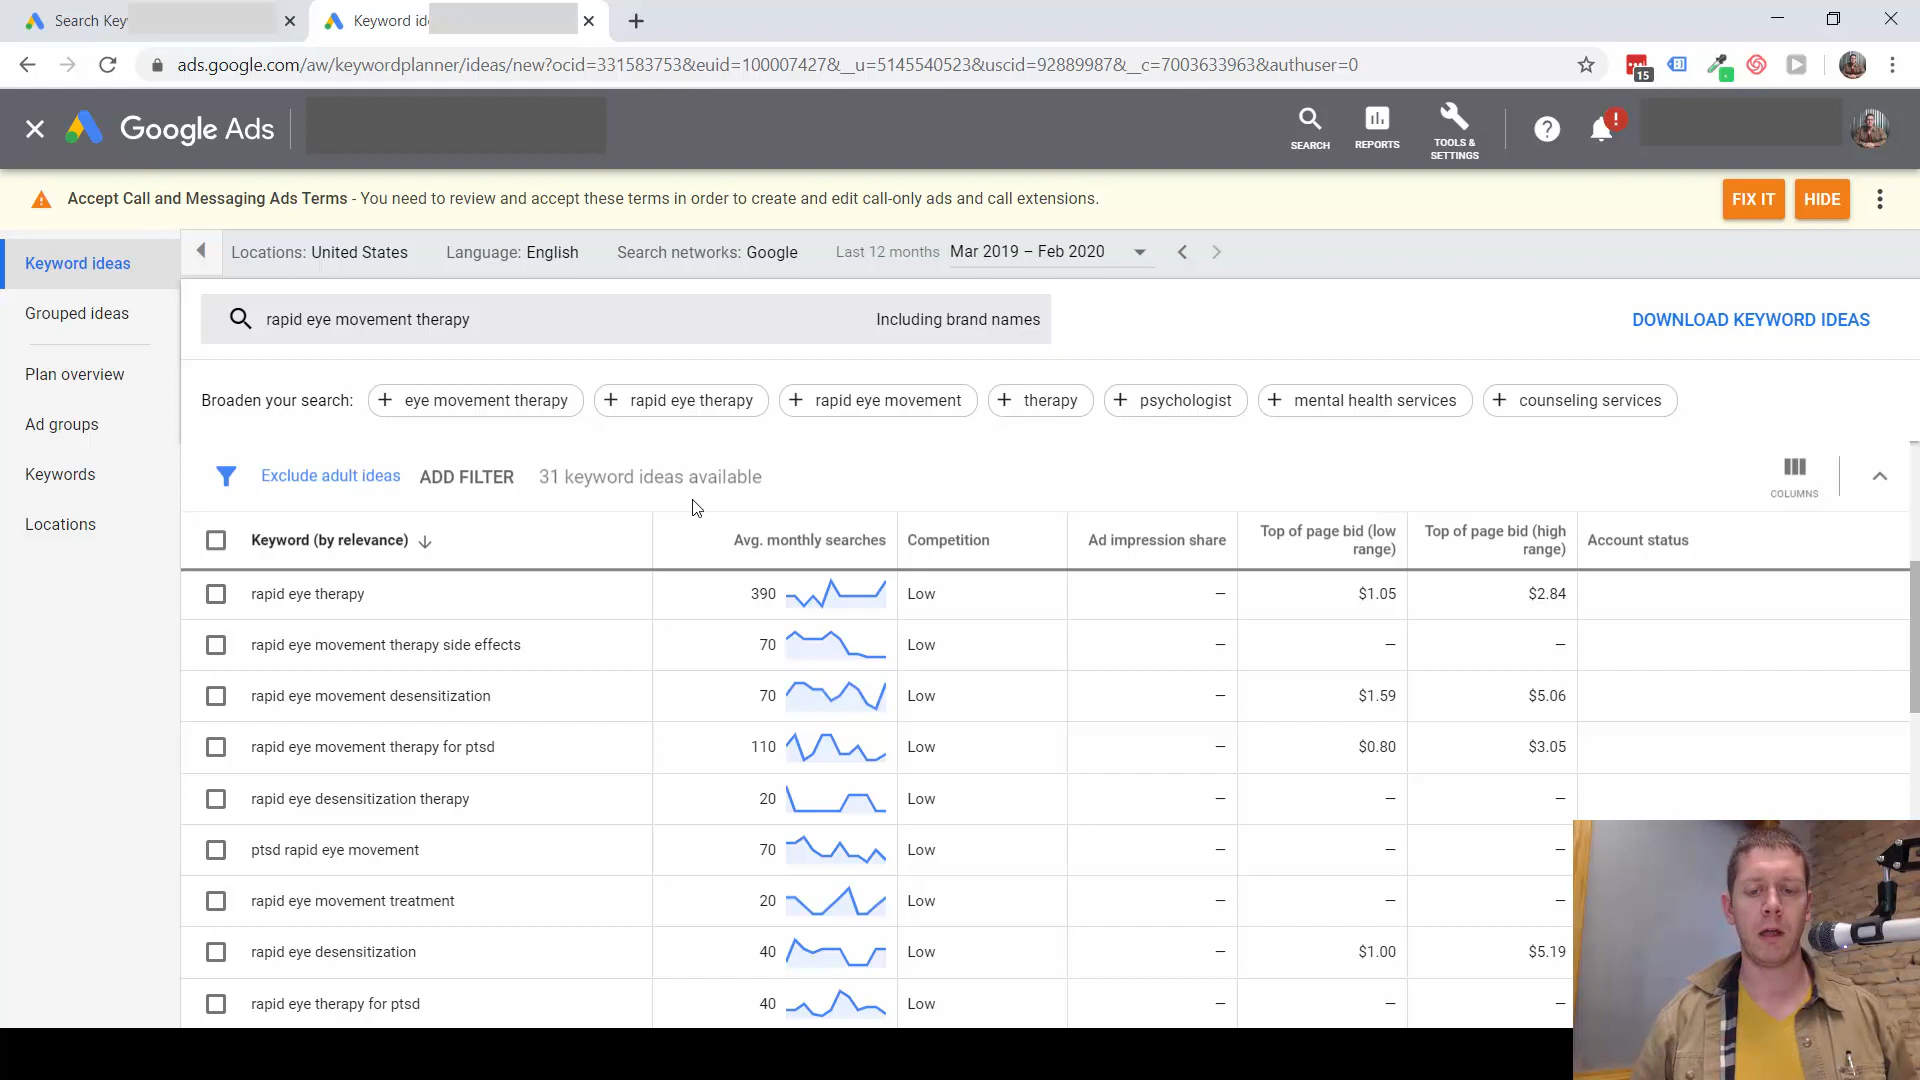 Search Key
Keyword ide
ads.google.com/aw/keywordplanner/ideas/new?ocid=331583753&euid=100007427&__u=5145540523&uscid=92889987&__c=7003633963&authuser=0
15
Google Ads
SEARCH
REPORTS
TOOLS & SETTINGS
!
Accept Call and Messaging Ads Terms - You need to review and accept these terms in order to create and edit call-only ads and call extensions.
FIX IT
HIDE
Keyword ideas
Grouped ideas
Plan overview
Ad groups
Keywords
Locations
Locations: United States
Language: English
Search networks: Google
Last 12 months
Mar 2019 – Feb 2020
rapid eye movement therapy
Including brand names
DOWNLOAD KEYWORD IDEAS
Broaden your search:
eye movement therapy
rapid eye therapy
rapid eye movement
therapy
psychologist
mental health services
counseling services
Exclude adult ideas
ADD FILTER
31 keyword ideas available
COLUMNS
Keyword (by relevance)
Avg. monthly searches
Competition
Ad impression share
Top of page bid (low range)
Top of page bid (high range)
Account status
rapid eye therapy 390 Low – $1.05 $2.84
rapid eye movement therapy side effects 70 Low – – –
rapid eye movement desensitization 70 Low – $1.59 $5.06
rapid eye movement therapy for ptsd 110 Low – $0.80 $3.05
rapid eye desensitization therapy 20 Low – – –
ptsd rapid eye movement 70 Low – – –
rapid eye movement treatment 20 Low – – –
rapid eye desensitization 40 Low – $1.00 $5.19
rapid eye therapy for ptsd 40 Low – – –